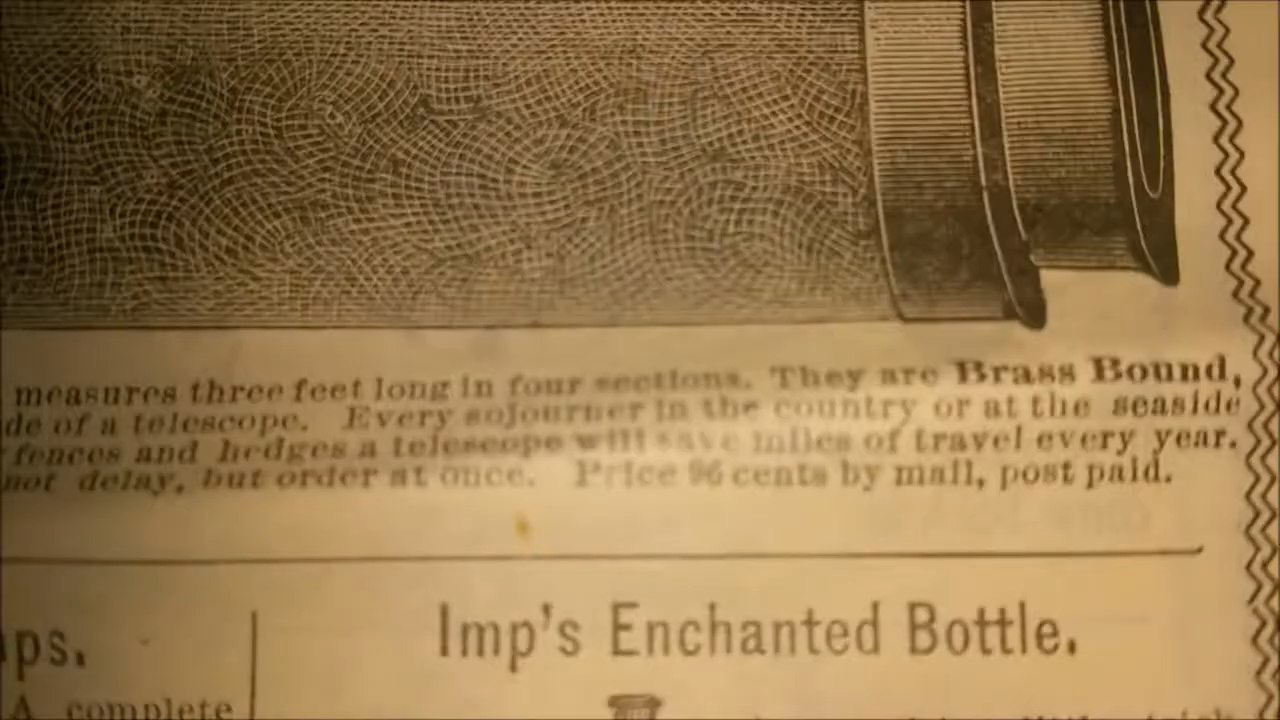 measures three feet long in four sections. They are Brass Bound,
de of a telescope. Every sojourner in the country or at the seaside
fences and hedges a telescope will save miles of travel every year.
not delay, but order at once. Price 96 cents by mail, post paid.
ps.
Imp's Enchanted Bottle.
A complete